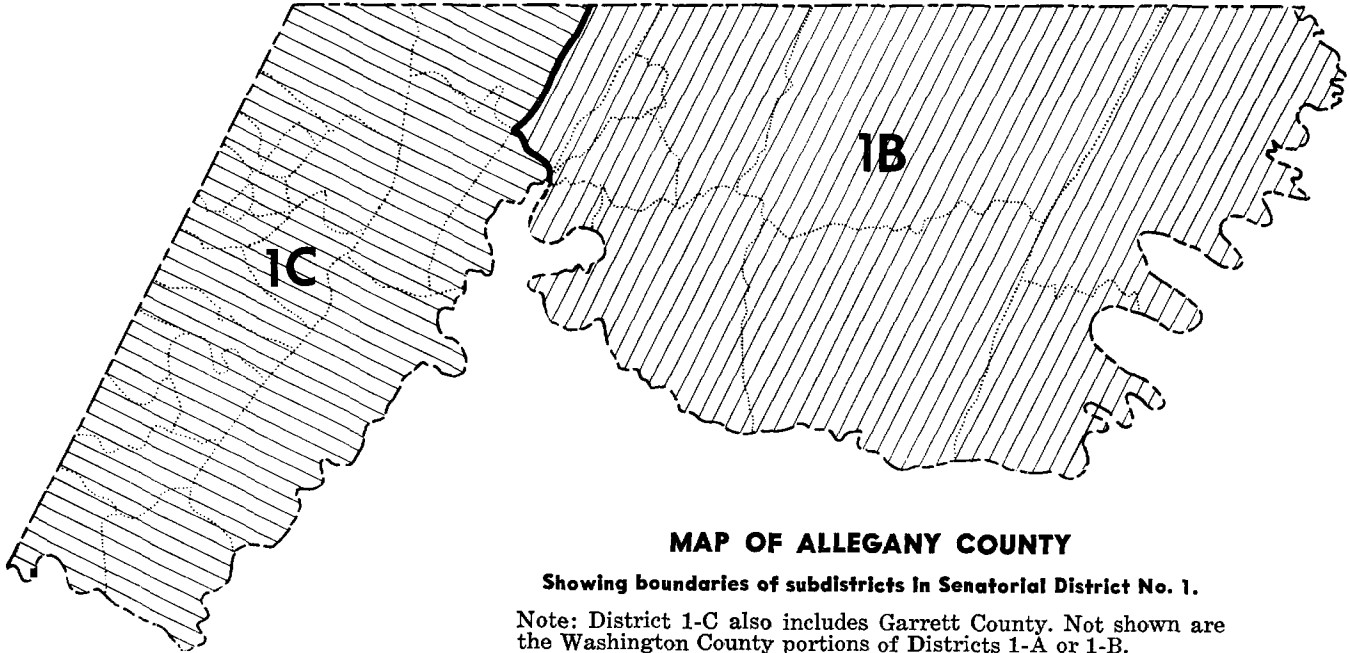 1B
1C
MAP OF ALLEGANY COUNTY
Showing boundaries of subdistricts in Senatorial District No. 1.
Note: District 1-C also includes Garrett County. Not shown are
the Washington County portions of Districts 1-A or 1-B.